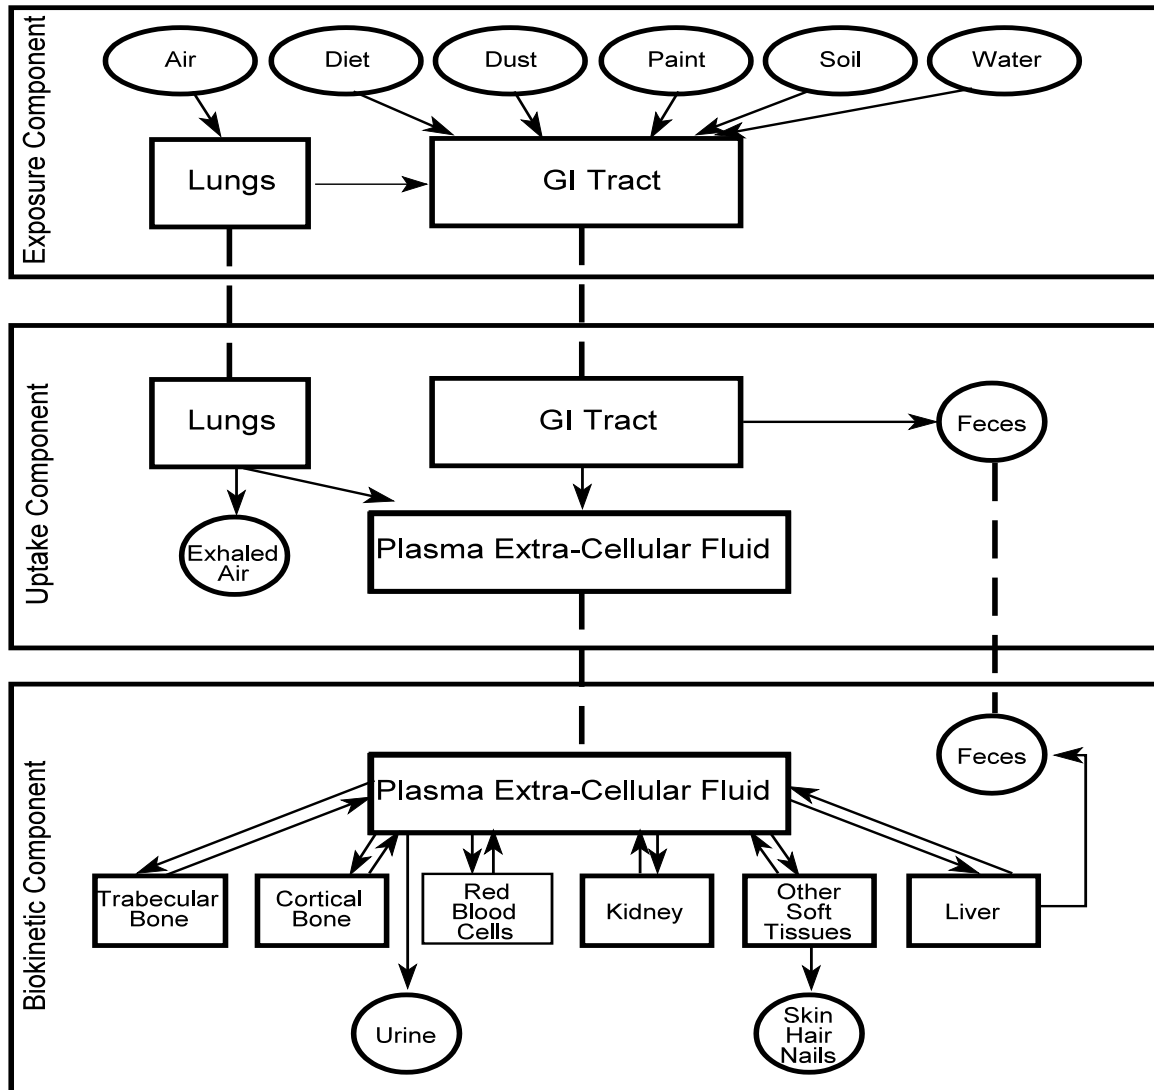 Exposure Component
Air
Diet
Dust
Paint
Soil
Water
Lungs
GI Tract
Uptake Component
Lungs
GI Tract
Feces
Exhaled
Air
Plasma Extra-Cellular Fluid
Biokinetic Component
Feces
Plasma Extra-Cellular Fluid
Trabecular
Bone
Cortical
Bone
Red
Blood
Cells
Kidney
Other
Soft
Tissues
Liver
Urine
Skin
Hair
Nails